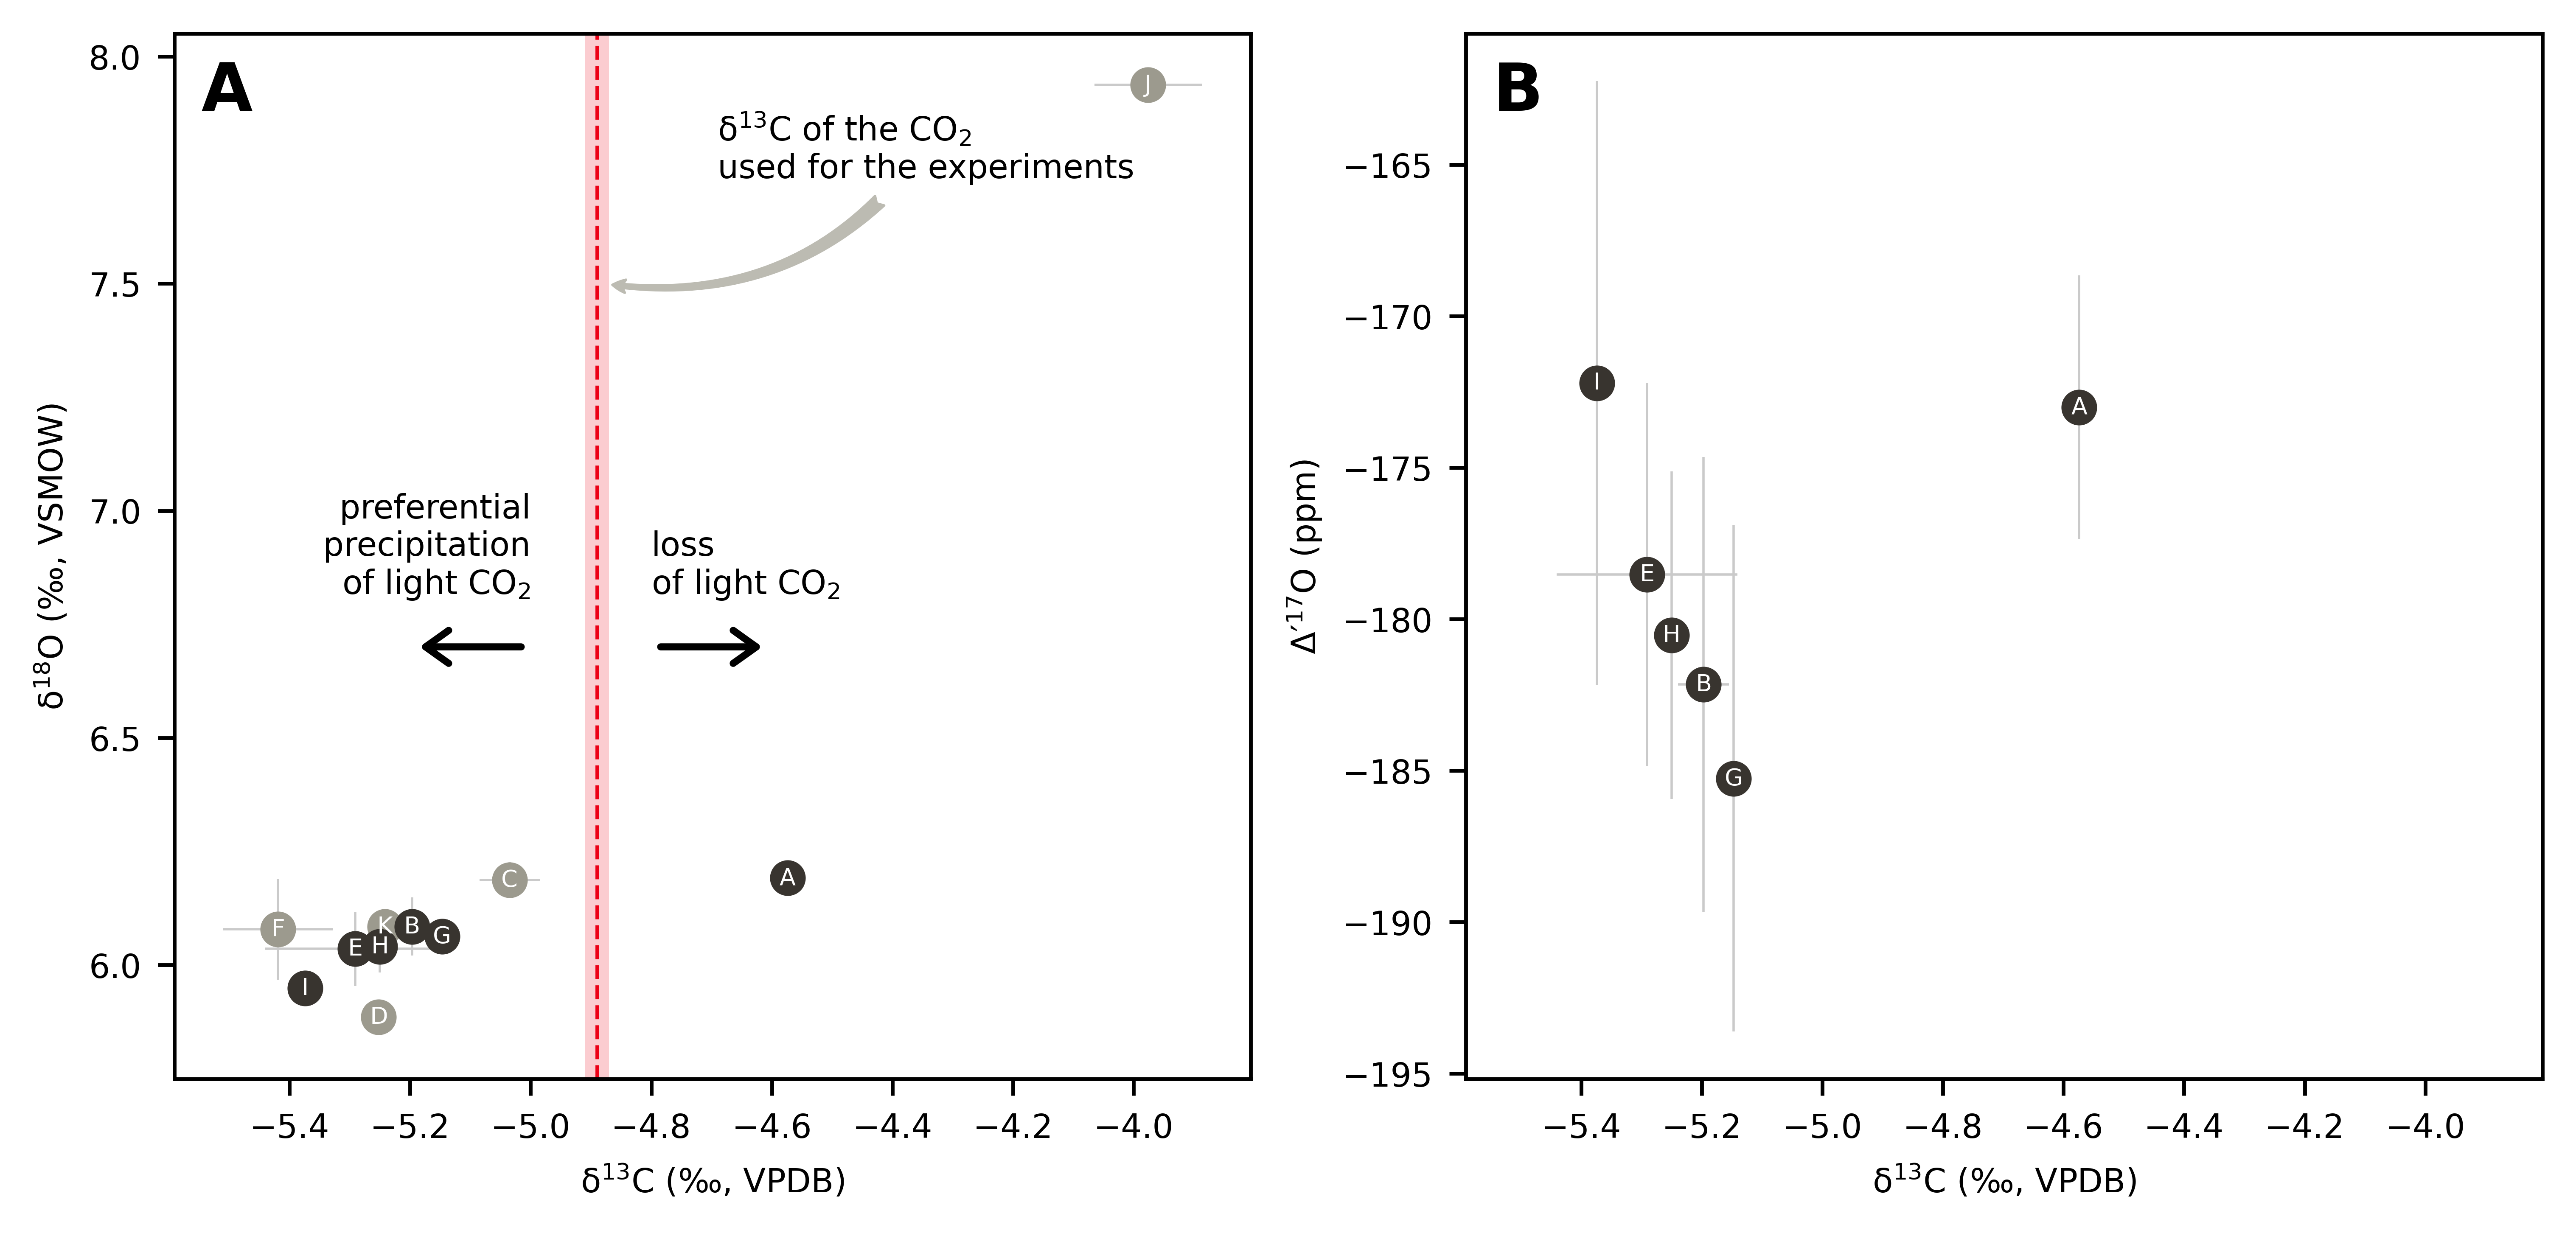 A
δ¹³C of the CO₂
used for the experiments
preferential
precipitation
of light CO₂
loss
of light CO₂
J
C
A
F
K
B
G
E
H
I
D
8.0
7.5
7.0
6.5
6.0
δ¹⁸O (‰, VSMOW)
−5.4 −5.2 −5.0 −4.8 −4.6 −4.4 −4.2 −4.0
δ¹³C (‰, VPDB)
B
I
A
E
H
B
G
−165
−170
−175
−180
−185
−190
−195
Δ′¹⁷O (ppm)
−5.4 −5.2 −5.0 −4.8 −4.6 −4.4 −4.2 −4.0
δ¹³C (‰, VPDB)